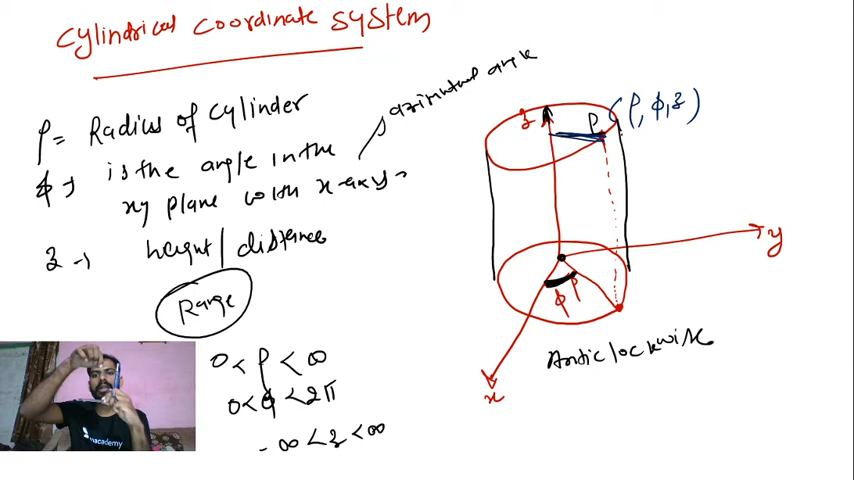 cylindrical coordinate system
ρ = Radius of cylinder
azimuthal angle
φ → is the angle in the
xy plane with x-axis
z → height/distance
Range
0 < ρ < ∞
0 < φ < 2π
-∞ < z < ∞
z
P (ρ, φ, z)
y
φ ρ
x
Anticlockwise
macademy